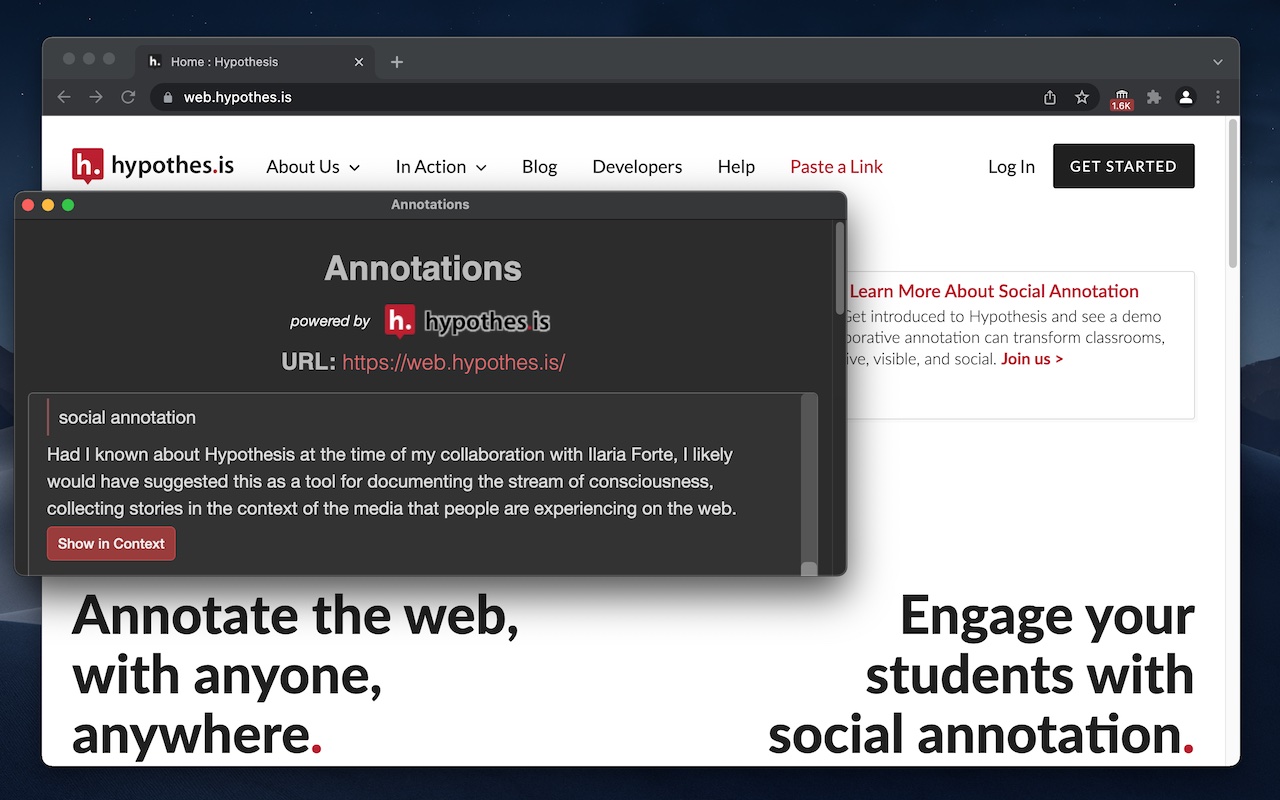 h. Home : Hypothesis
web.hypothes.is
1.6K
h. hypothes.is About Us In Action Blog Developers Help Paste a Link Log In GET STARTED
Annotations
Annotations
powered by h. hypothes.is
URL: https://web.hypothes.is/
social annotation
Had I known about Hypothesis at the time of my collaboration with Ilaria Forte, I likely
would have suggested this as a tool for documenting the stream of consciousness,
collecting stories in the context of the media that people are experiencing on the web.
Show in Context
Learn More About Social Annotation
Get introduced to Hypothesis and see a demo
borative annotation can transform classrooms,
ive, visible, and social. Join us >
Annotate the web,
with anyone,
anywhere.
Engage your
students with
social annotation.